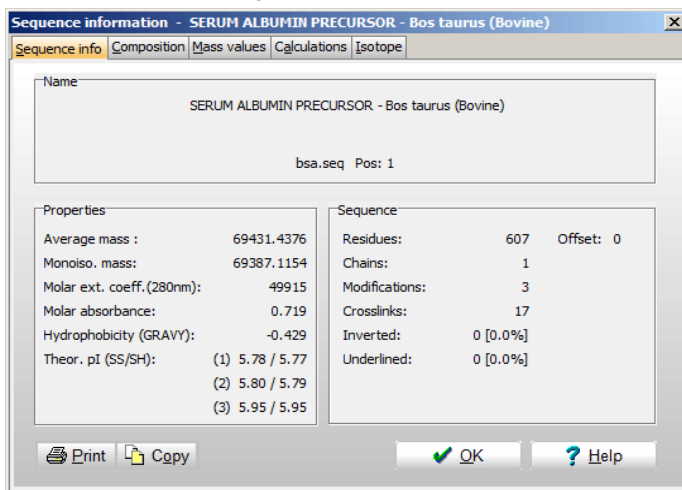 Sequence information - SERUM ALBUMIN PRECURSOR - Bos taurus (Bovine)
Sequence info Composition Mass values Calculations Isotope
Name
SERUM ALBUMIN PRECURSOR - Bos taurus (Bovine)
bsa.seq Pos: 1
Properties
Average mass : 69431.4376
Monoiso. mass: 69387.1154
Molar ext. coeff.(280nm): 49915
Molar absorbance: 0.719
Hydrophobicity (GRAVY): -0.429
Theor. pI (SS/SH): (1) 5.78 / 5.77
(2) 5.80 / 5.79
(3) 5.95 / 5.95
Sequence
Residues: 607 Offset: 0
Chains: 1
Modifications: 3
Crosslinks: 17
Inverted: 0 [0.0%]
Underlined: 0 [0.0%]
Print Copy OK Help